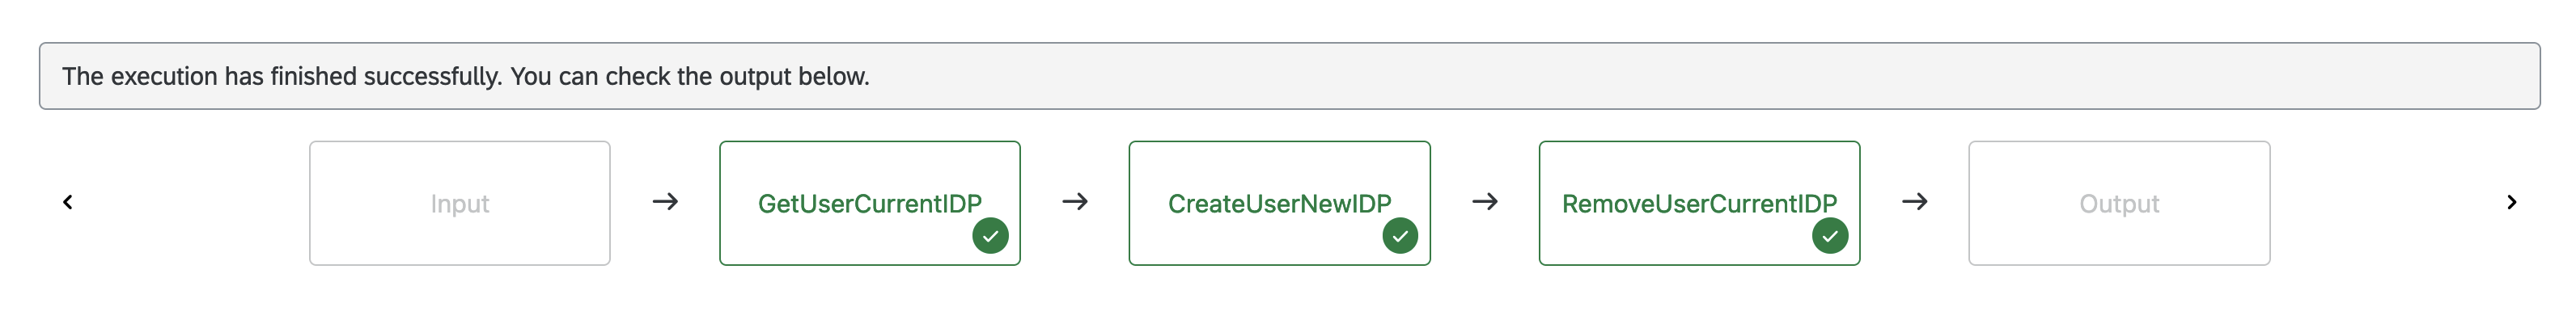 The execution has finished successfully. You can check the output below.
Input
GetUserCurrentIDP
CreateUserNewIDP
RemoveUserCurrentIDP
Output